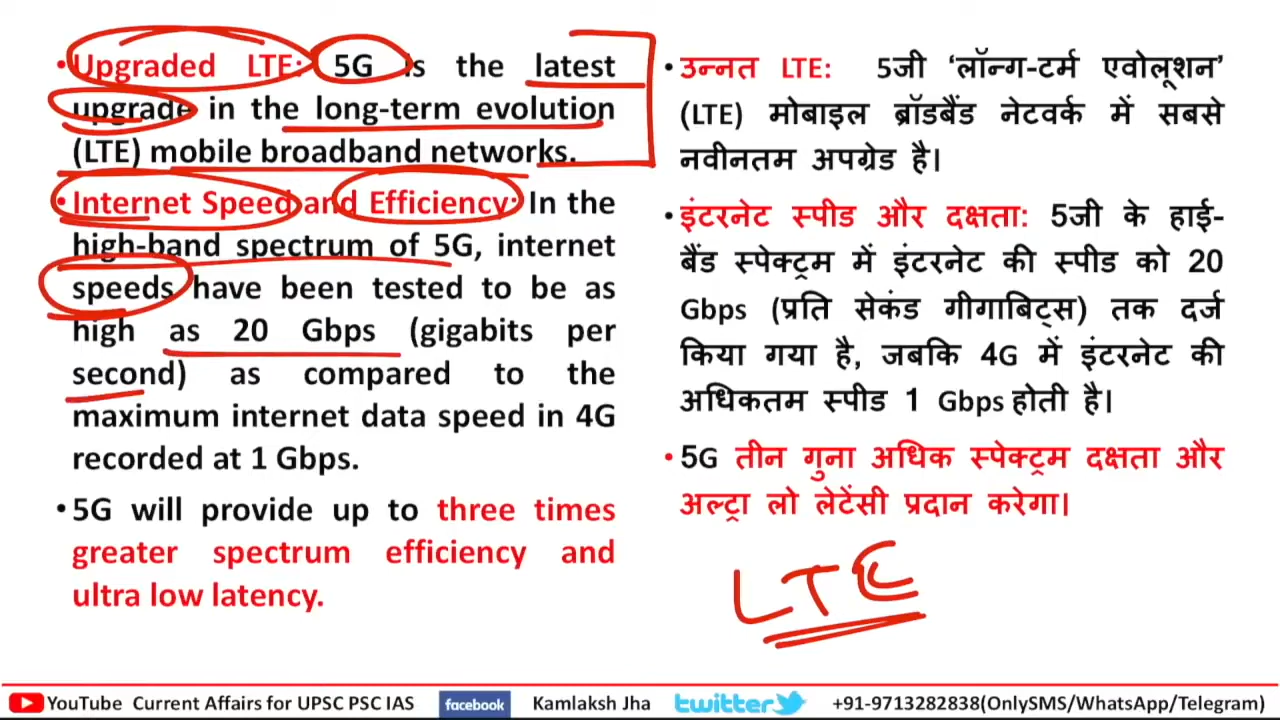 • Upgraded LTE: 5G is the latest
upgrade in the long-term evolution
(LTE) mobile broadband networks.
• Internet Speed and Efficiency: In the
high-band spectrum of 5G, internet
speeds have been tested to be as
high as 20 Gbps (gigabits per
second) as compared to the
maximum internet data speed in 4G
recorded at 1 Gbps.
• 5G will provide up to three times
greater spectrum efficiency and
ultra low latency.
• उन्नत LTE: 5जी ‘लॉन्ग-टर्म एवोलूशन’
(LTE) मोबाइल ब्रॉडबैंड नेटवर्क में सबसे
नवीनतम अपग्रेड है।
• इंटरनेट स्पीड और दक्षता: 5जी के हाई-
बैंड स्पेक्ट्रम में इंटरनेट की स्पीड को 20
Gbps (प्रति सेकंड गीगाबिट्स) तक दर्ज
किया गया है, जबकि 4G में इंटरनेट की
अधिकतम स्पीड 1 Gbps होती है।
• 5G तीन गुना अधिक स्पेक्ट्रम दक्षता और
अल्ट्रा लो लेटेंसी प्रदान करेगा।
LTE
YouTube Current Affairs for UPSC PSC IAS facebook Kamlaksh Jha twitter +91-9713282838(OnlySMS/WhatsApp/Telegram)